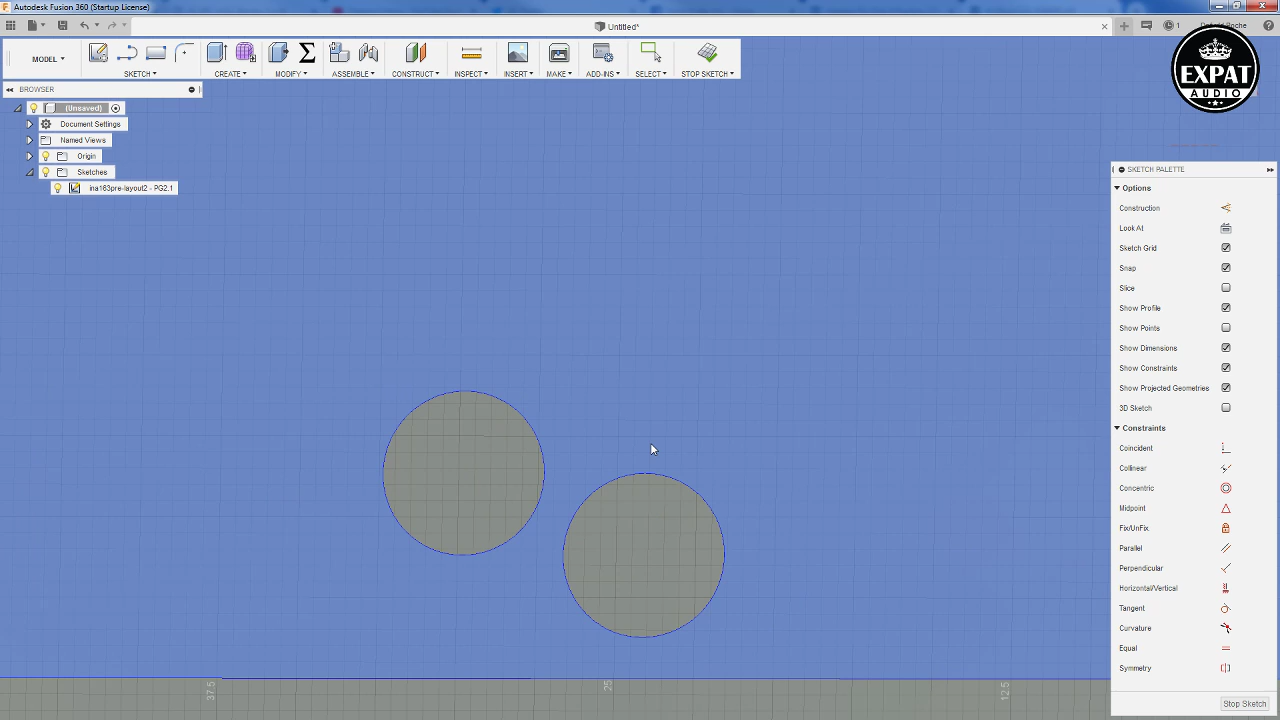 Autodesk Fusion 360 (Startup License)
Untitled*
1
MODEL
SKETCH
CREATE
MODIFY
ASSEMBLE
CONSTRUCT
INSPECT
INSERT
MAKE
ADD-INS
SELECT
STOP SKETCH
EXPAT
AUDIO
BROWSER
(Unsaved)
Document Settings
Named Views
Origin
Sketches
ina163pre-layout2 - PG2.1
SKETCH PALETTE
Options
Construction
Look At
Sketch Grid
Snap
Slice
Show Profile
Show Points
Show Dimensions
Show Constraints
Show Projected Geometries
3D Sketch
Constraints
Coincident
Collinear
Concentric
Midpoint
Fix/UnFix
Parallel
Perpendicular
Horizontal/Vertical
Tangent
Curvature
Equal
Symmetry
Stop Sketch
37.5
25
12.5